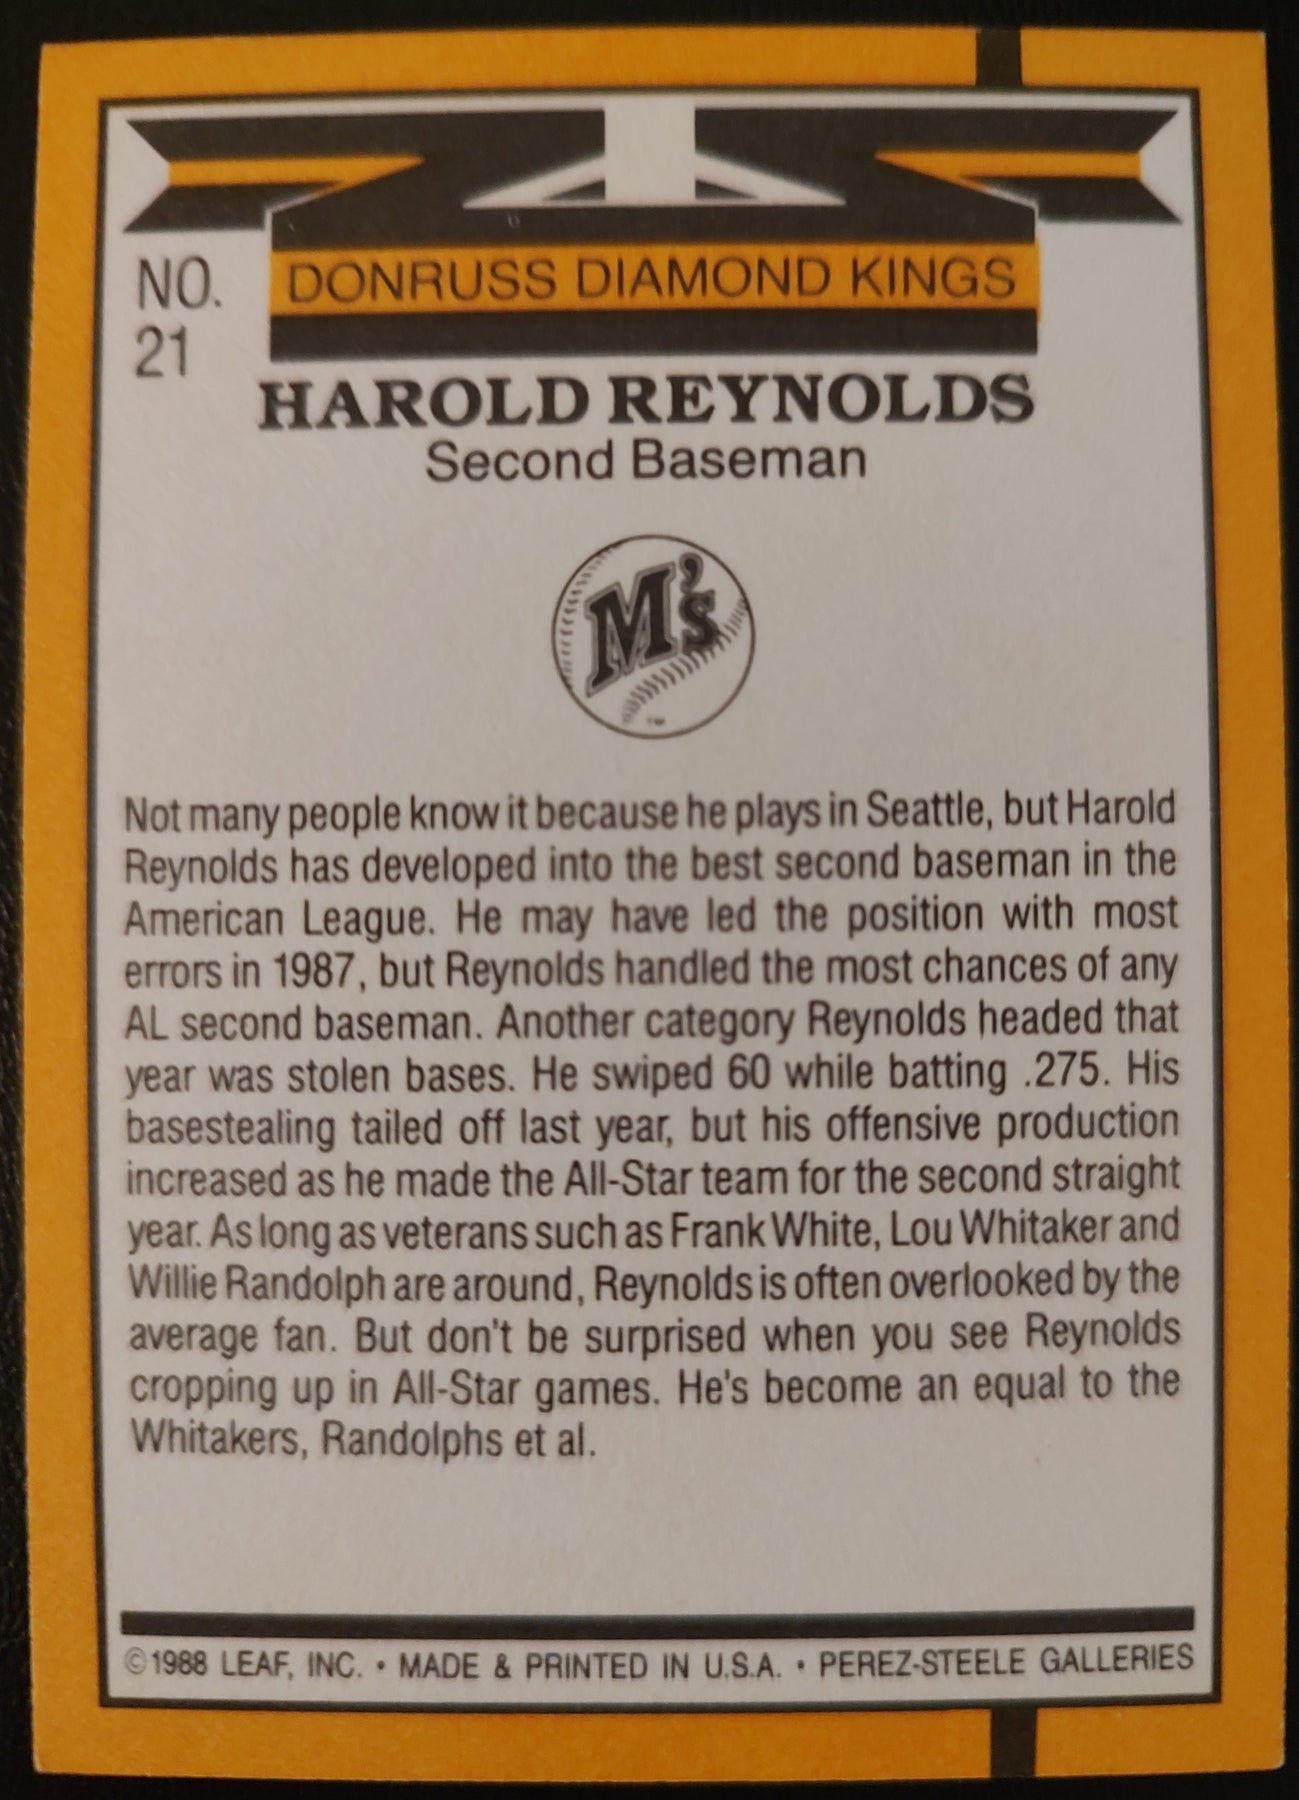 NO.
21
DONRUSS DIAMOND KINGS
HAROLD REYNOLDS
Second Baseman
M's
TM
Not many people know it because he plays in Seattle, but Harold
Reynolds has developed into the best second baseman in the
American League. He may have led the position with most
errors in 1987, but Reynolds handled the most chances of any
AL second baseman. Another category Reynolds headed that
year was stolen bases. He swiped 60 while batting .275. His
basestealing tailed off last year, but his offensive production
increased as he made the All-Star team for the second straight
year. As long as veterans such as Frank White, Lou Whitaker and
Willie Randolph are around, Reynolds is often overlooked by the
average fan. But don't be surprised when you see Reynolds
cropping up in All-Star games. He's become an equal to the
Whitakers, Randolphs et al.
©1988 LEAF, INC. • MADE & PRINTED IN U.S.A. • PEREZ-STEELE GALLERIES